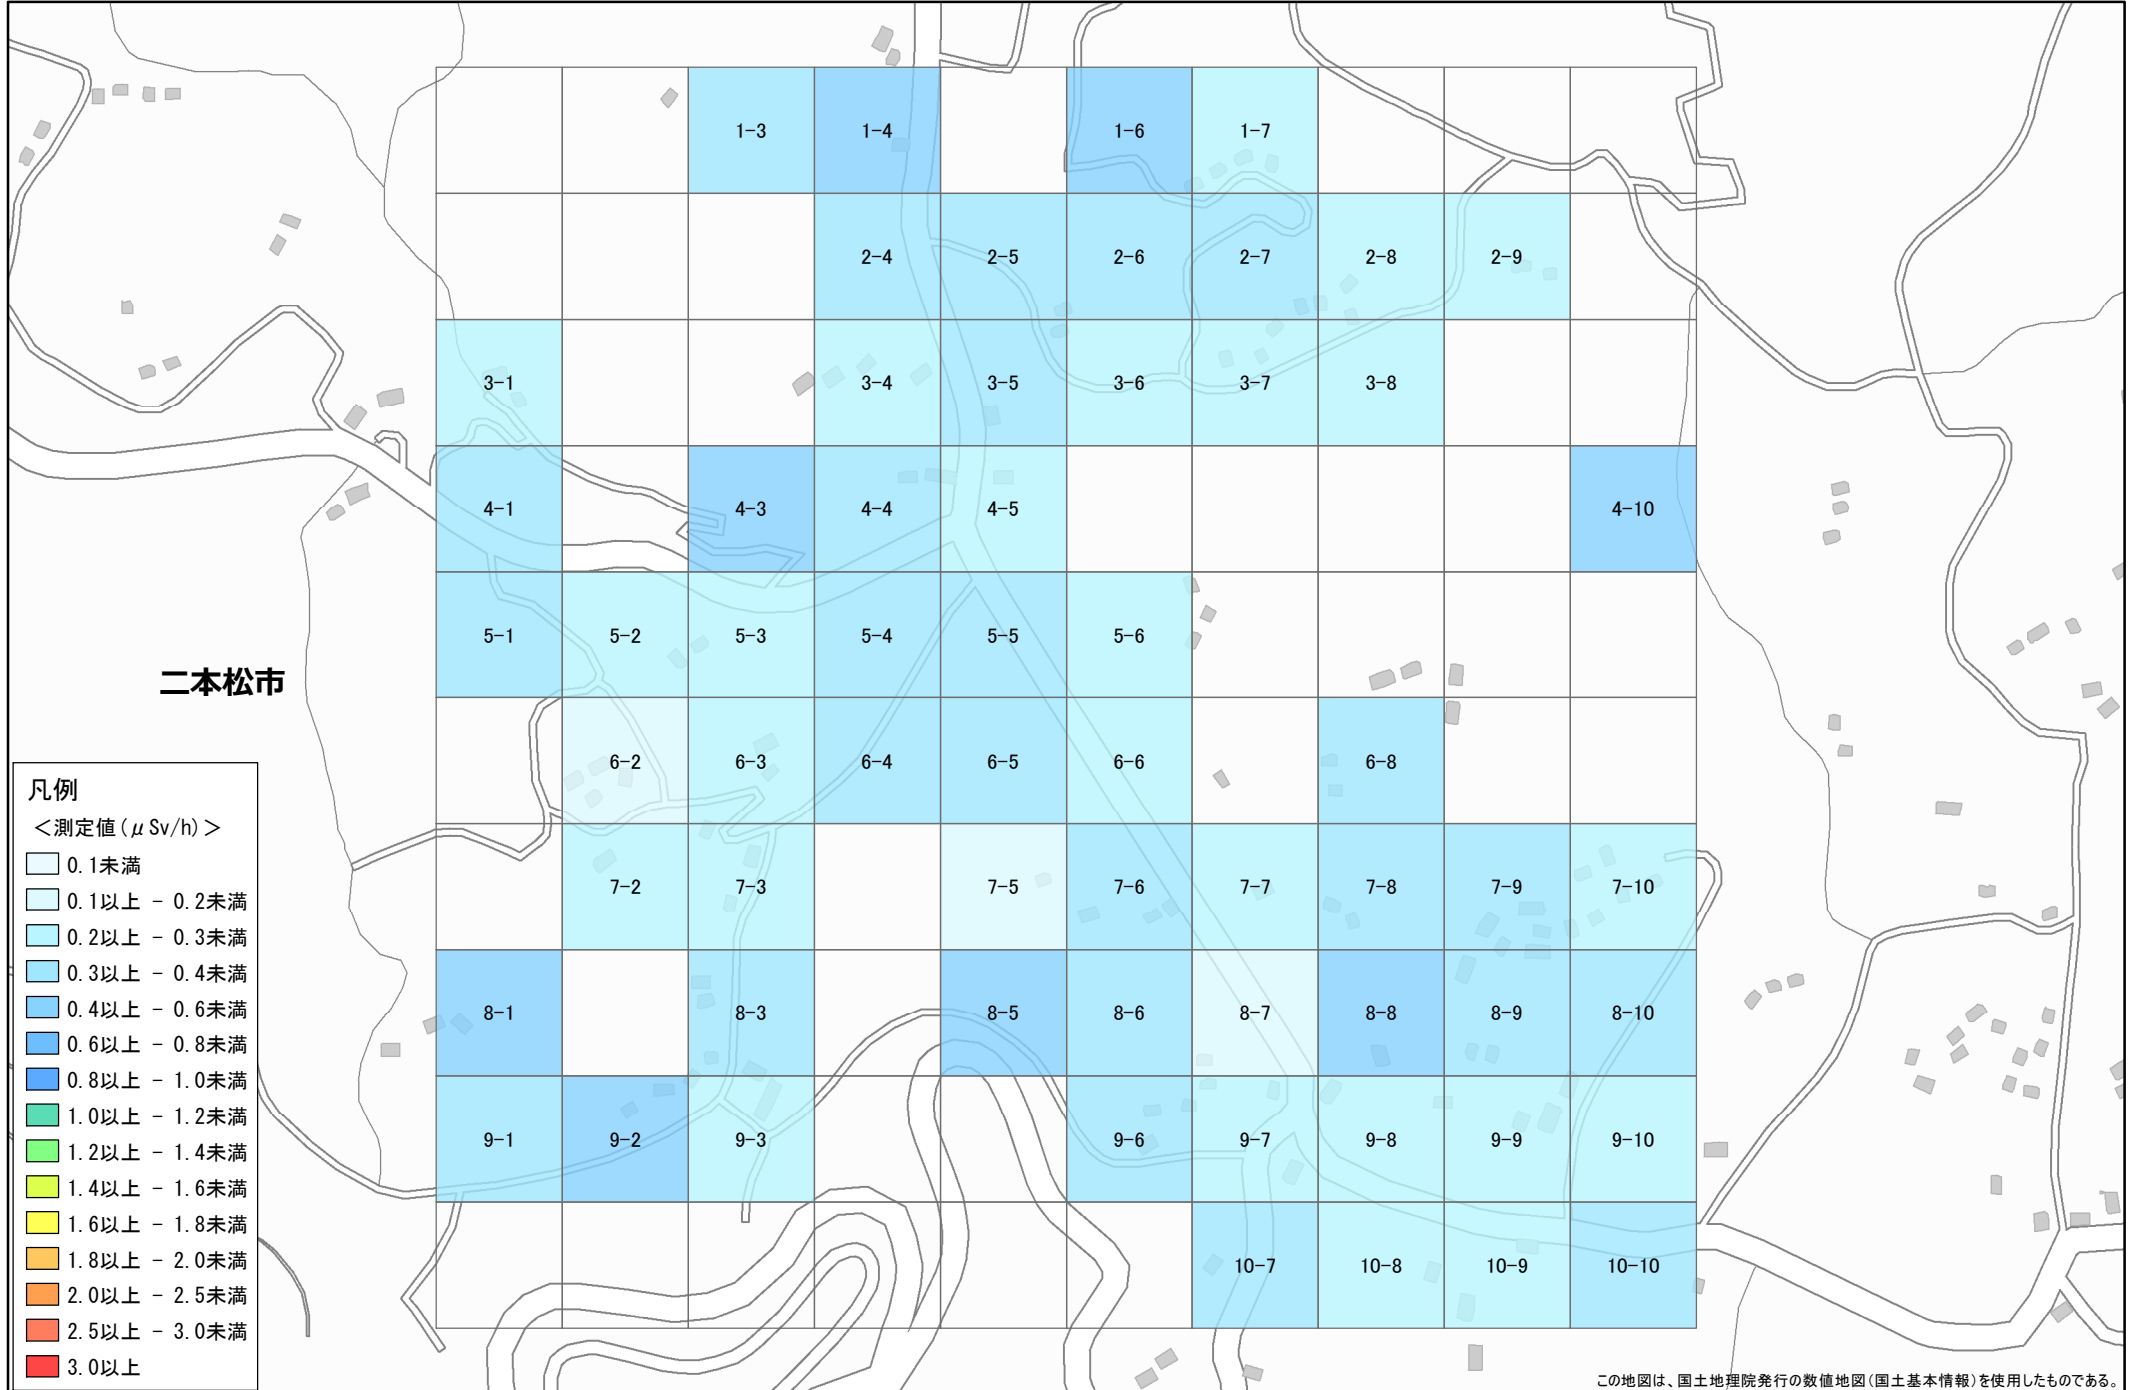 1-3 1-4 1-6 1-7
2-4 2-5 2-6 2-7 2-8 2-9
3-1 3-4 3-5 3-6 3-7 3-8
4-1 4-3 4-4 4-5 4-10
5-1 5-2 5-3 5-4 5-5 5-6
二本松市
6-2 6-3 6-4 6-5 6-6 6-8
7-2 7-3 7-5 7-6 7-7 7-8 7-9 7-10
8-1 8-3 8-5 8-6 8-7 8-8 8-9 8-10
9-1 9-2 9-3 9-6 9-7 9-8 9-9 9-10
10-7 10-8 10-9 10-10
凡例
＜測定値(μSv/h)＞
0.1未満
0.1以上 - 0.2未満
0.2以上 - 0.3未満
0.3以上 - 0.4未満
0.4以上 - 0.6未満
0.6以上 - 0.8未満
0.8以上 - 1.0未満
1.0以上 - 1.2未満
1.2以上 - 1.4未満
1.4以上 - 1.6未満
1.6以上 - 1.8未満
1.8以上 - 2.0未満
2.0以上 - 2.5未満
2.5以上 - 3.0未満
3.0以上
この地図は、国土地理院発行の数値地図(国土基本情報)を使用したものである。